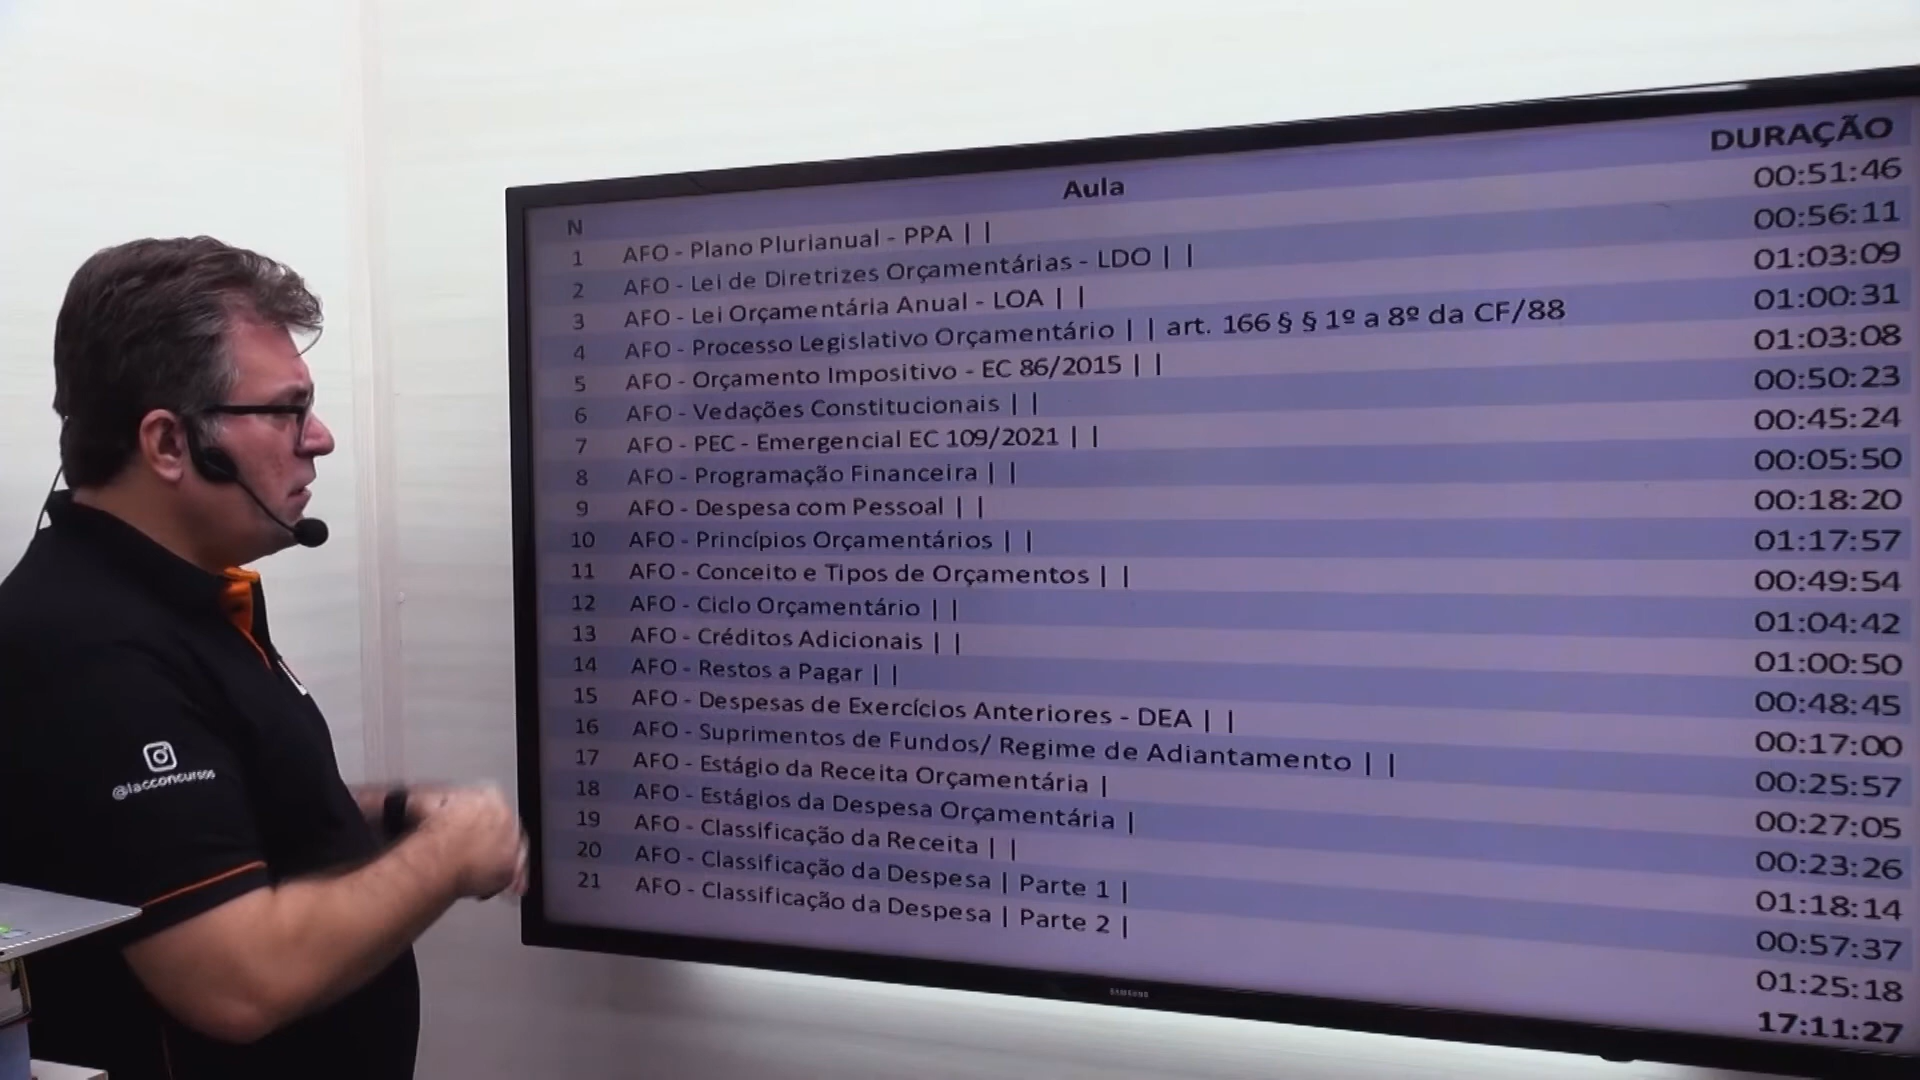 N Aula DURAÇÃO
1 AFO - Plano Plurianual - PPA | | 00:51:46
2 AFO - Lei de Diretrizes Orçamentárias - LDO | | 00:56:11
3 AFO - Lei Orçamentária Anual - LOA | | 01:03:09
4 AFO - Processo Legislativo Orçamentário | | art. 166 § § 1º a 8º da CF/88 01:00:31
5 AFO - Orçamento Impositivo - EC 86/2015 | | 01:03:08
6 AFO - Vedações Constitucionais | | 00:50:23
7 AFO - PEC - Emergencial EC 109/2021 | | 00:45:24
8 AFO - Programação Financeira | | 00:05:50
9 AFO - Despesa com Pessoal | | 00:18:20
10 AFO - Princípios Orçamentários | | 01:17:57
11 AFO - Conceito e Tipos de Orçamentos | | 00:49:54
12 AFO - Ciclo Orçamentário | | 01:04:42
13 AFO - Créditos Adicionais | | 01:00:50
14 AFO - Restos a Pagar | | 00:48:45
15 AFO - Despesas de Exercícios Anteriores - DEA | | 00:17:00
16 AFO - Suprimentos de Fundos/ Regime de Adiantamento | | 00:25:57
17 AFO - Estágio da Receita Orçamentária | 00:27:05
18 AFO - Estágios da Despesa Orçamentária | 00:23:26
19 AFO - Classificação da Receita | | 01:18:14
20 AFO - Classificação da Despesa | Parte 1 | 00:57:37
21 AFO - Classificação da Despesa | Parte 2 | 01:25:18
17:11:27
@lacconcursos
SAMSUNG